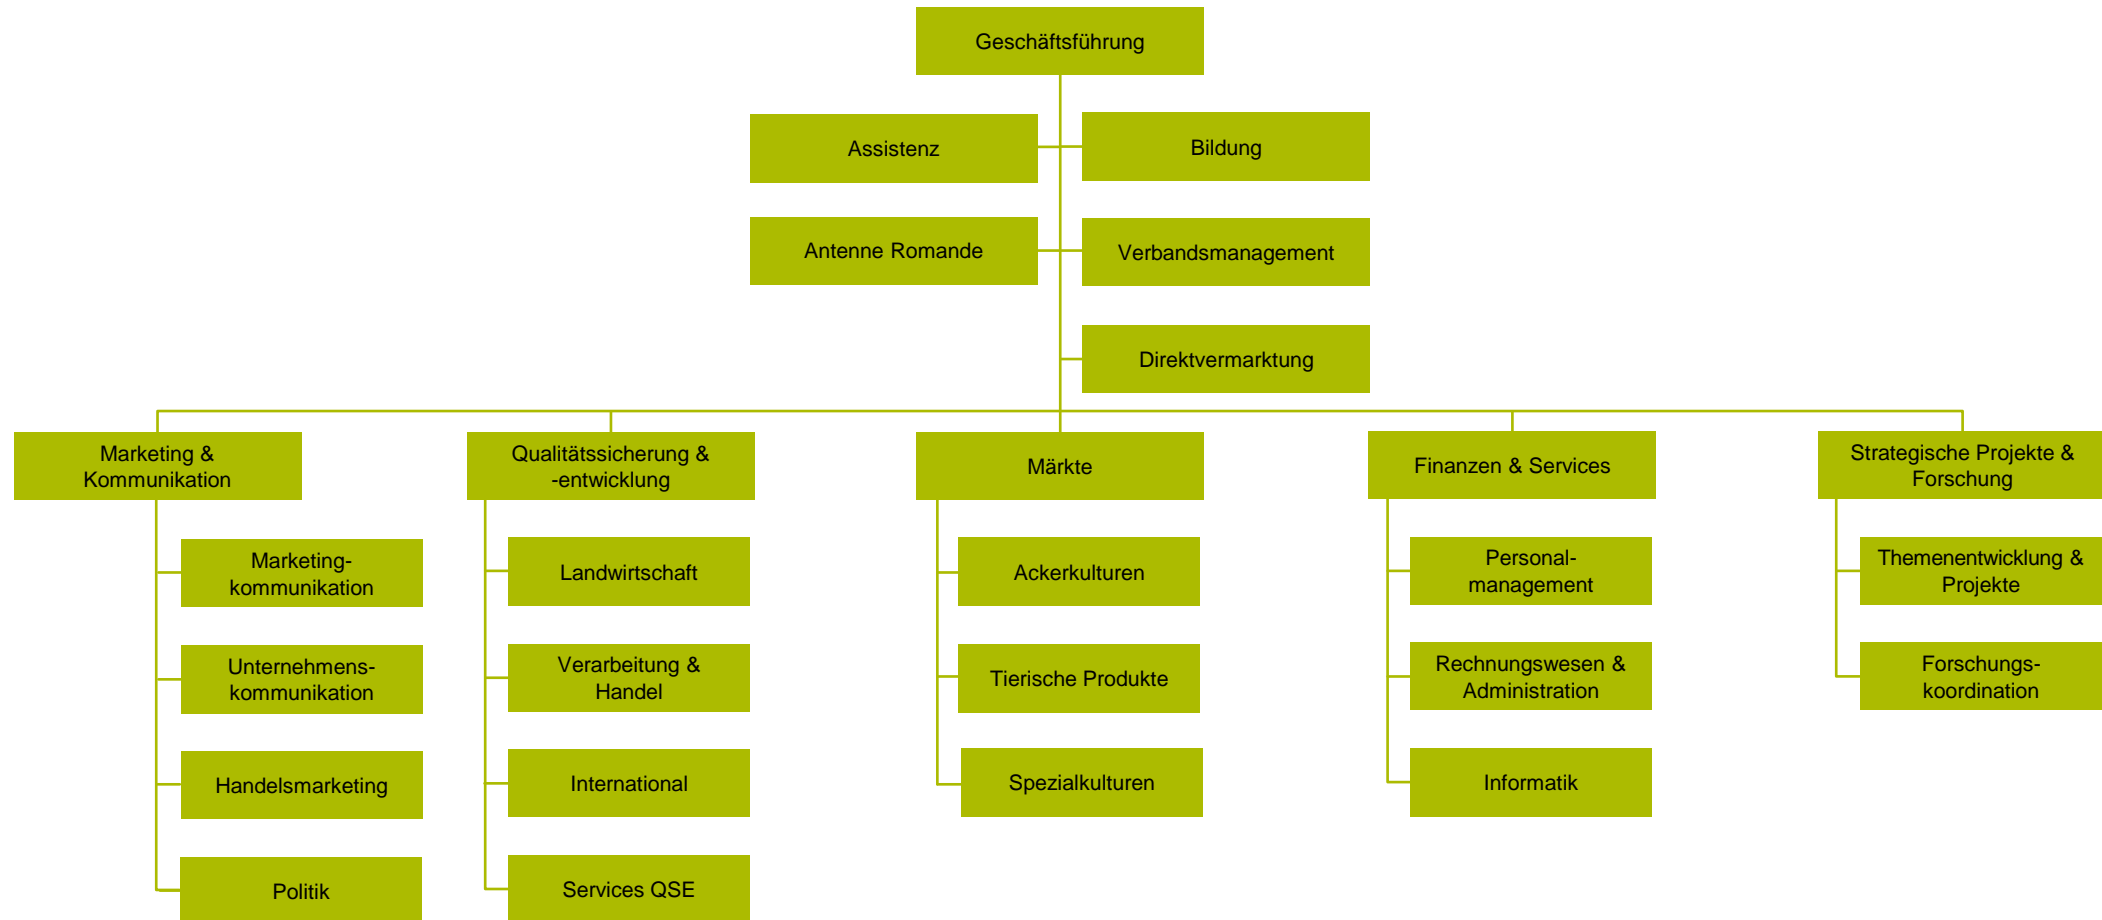 Geschäftsführung
Assistenz
Bildung
Antenne Romande
Verbandsmanagement
Direktvermarktung
Marketing &
Kommunikation
Qualitätssicherung &
-entwicklung
Märkte
Finanzen & Services
Strategische Projekte &
Forschung
Marketing-
kommunikation
Unternehmens-
kommunikation
Handelsmarketing
Politik
Landwirtschaft
Verarbeitung &
Handel
International
Services QSE
Ackerkulturen
Tierische Produkte
Spezialkulturen
Personal-
management
Rechnungswesen &
Administration
Informatik
Themenentwicklung &
Projekte
Forschungs-
koordination